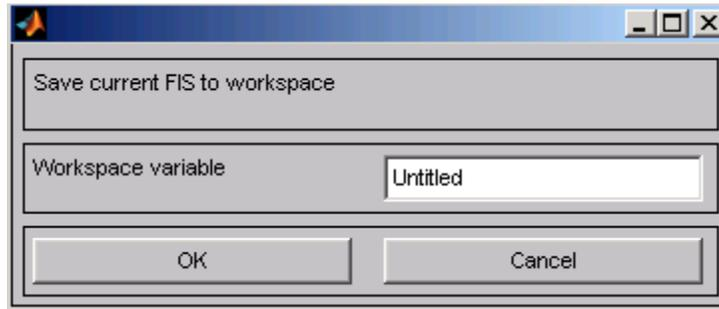 Save current FIS to workspace
Workspace variable
Untitled
OK
Cancel